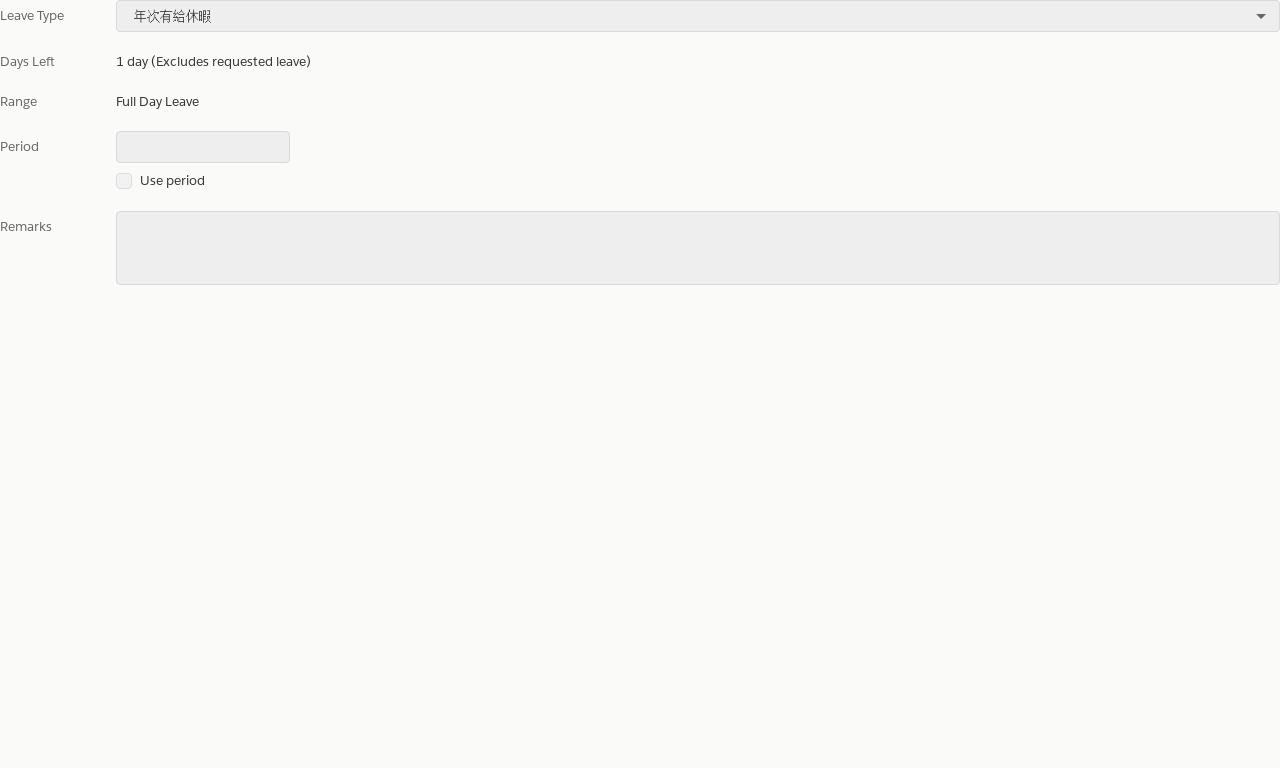 Leave Type 年次有給休暇
Days Left 1 day (Excludes requested leave)
Range Full Day Leave
Period
Use period
Remarks